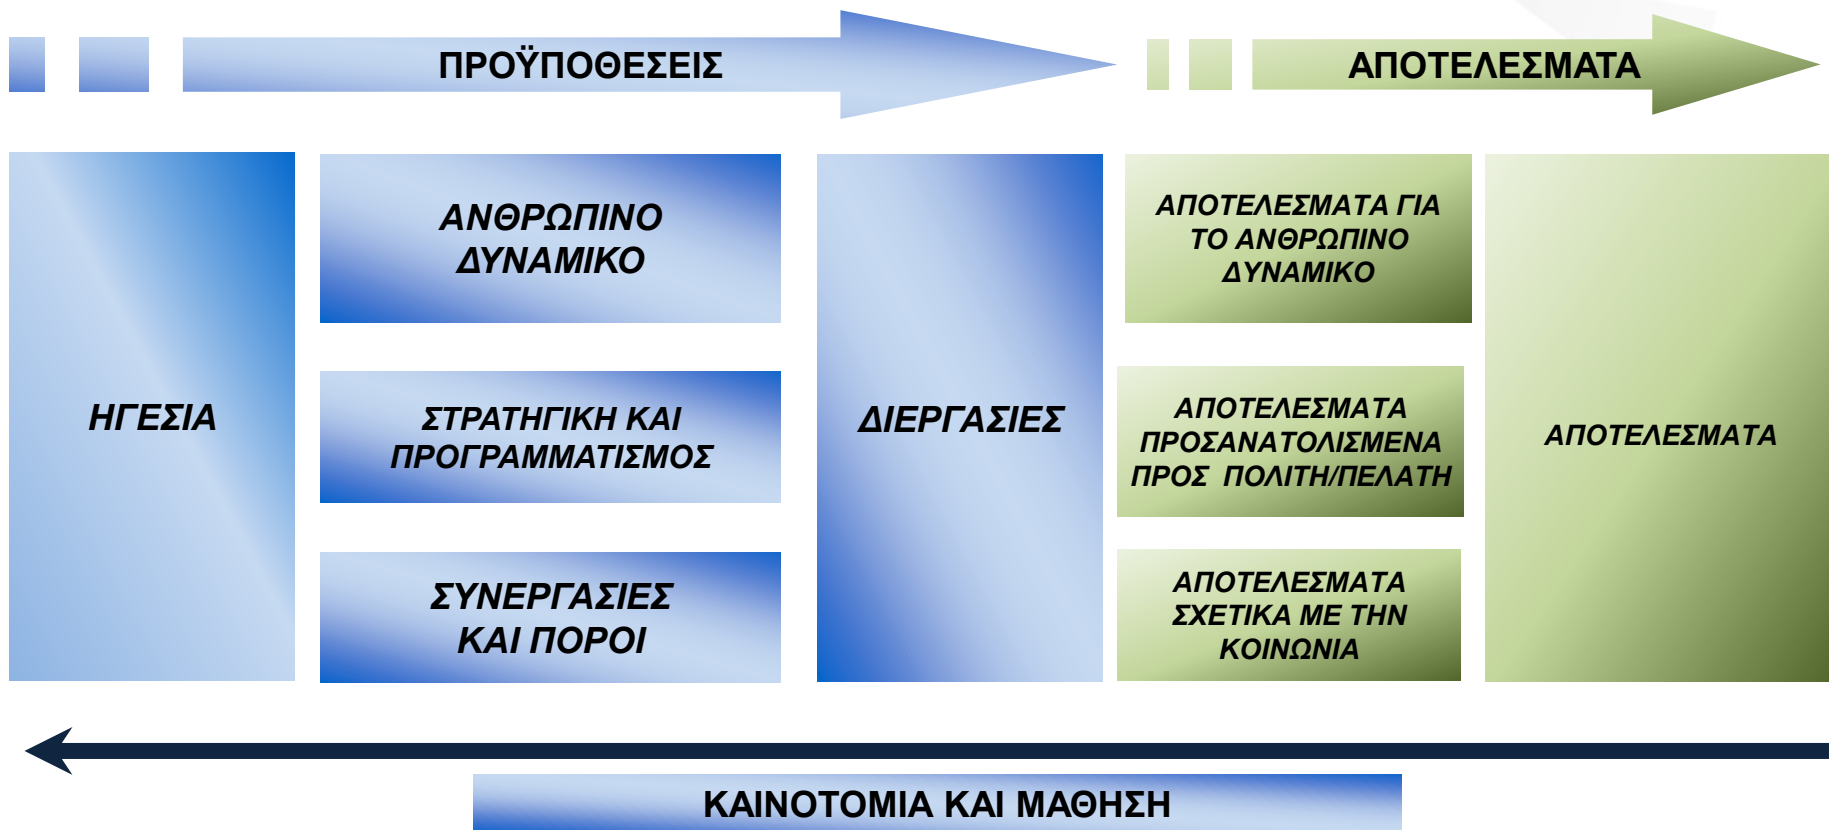 ΠΡΟΫΠΟΘΕΣΕΙΣ
ΑΠΟΤΕΛΕΣΜΑΤΑ
ΗΓΕΣΙΑ
ΑΝΘΡΩΠΙΝΟ
ΔΥΝΑΜΙΚΟ
ΣΤΡΑΤΗΓΙΚΗ ΚΑΙ
ΠΡΟΓΡΑΜΜΑΤΙΣΜΟΣ
ΣΥΝΕΡΓΑΣΙΕΣ
ΚΑΙ ΠΟΡΟΙ
ΔΙΕΡΓΑΣΙΕΣ
ΑΠΟΤΕΛΕΣΜΑΤΑ ΓΙΑ
ΤΟ ΑΝΘΡΩΠΙΝΟ
ΔΥΝΑΜΙΚΟ
ΑΠΟΤΕΛΕΣΜΑΤΑ
ΠΡΟΣΑΝΑΤΟΛΙΣΜΕΝΑ
ΠΡΟΣ ΠΟΛΙΤΗ/ΠΕΛΑΤΗ
ΑΠΟΤΕΛΕΣΜΑΤΑ
ΣΧΕΤΙΚΑ ΜΕ ΤΗΝ
ΚΟΙΝΩΝΙΑ
ΑΠΟΤΕΛΕΣΜΑΤΑ
ΚΑΙΝΟΤΟΜΙΑ ΚΑΙ ΜΑΘΗΣΗ